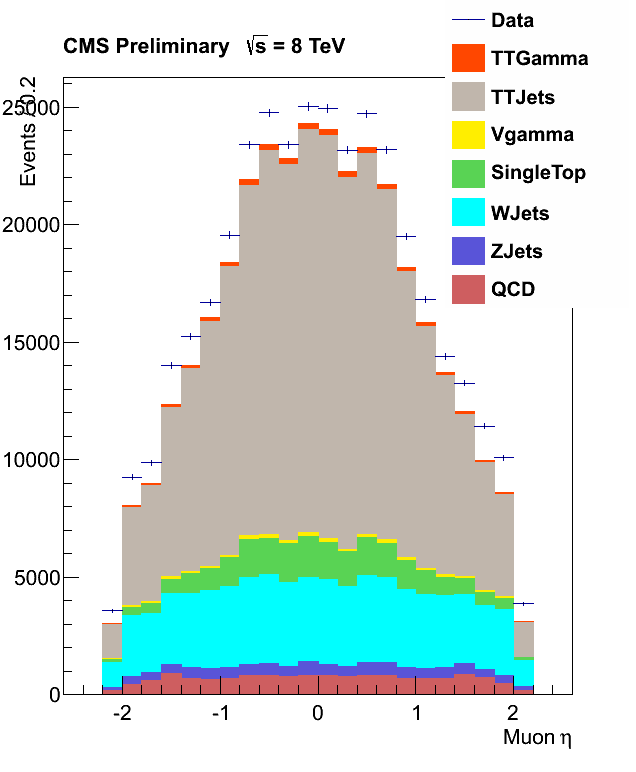 CMS Preliminary √s = 8 TeV
Data
TTGamma
TTJets
Vgamma
SingleTop
WJets
ZJets
QCD
Events / 0.2
25000
20000
15000
10000
5000
0
-2 -1 0 1 2
Muon η